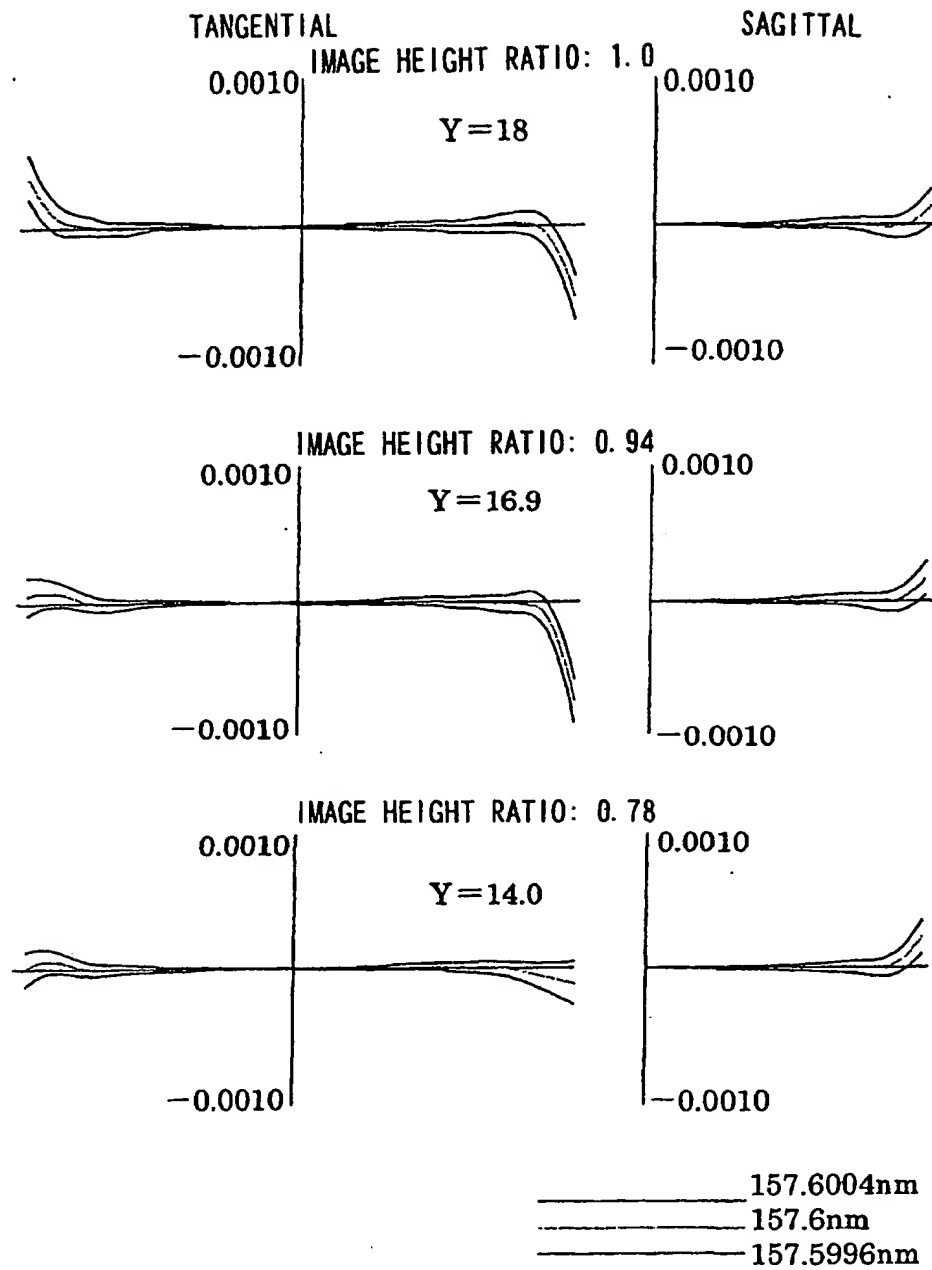 TANGENTIAL SAGITTAL
IMAGE HEIGHT RATIO: 1.0
0.0010 0.0010
Y=18
−0.0010 −0.0010
IMAGE HEIGHT RATIO: 0.94
0.0010 0.0010
Y=16.9
−0.0010 −0.0010
IMAGE HEIGHT RATIO: 0.78
0.0010 0.0010
Y=14.0
−0.0010 −0.0010
157.6004nm
157.6nm
157.5996nm